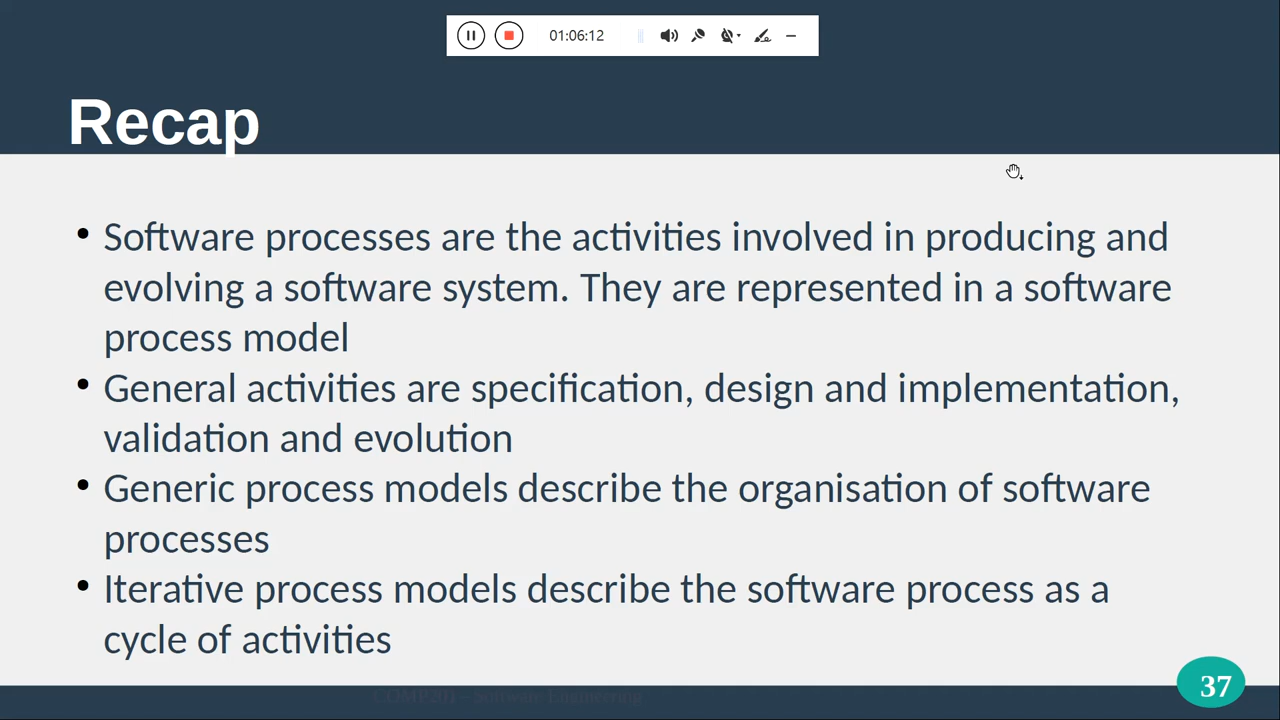 01:06:12
Recap
• Software processes are the activities involved in producing and
evolving a software system. They are represented in a software
process model
• General activities are specification, design and implementation,
validation and evolution
• Generic process models describe the organisation of software
processes
• Iterative process models describe the software process as a
cycle of activities
– Software Engineering
37